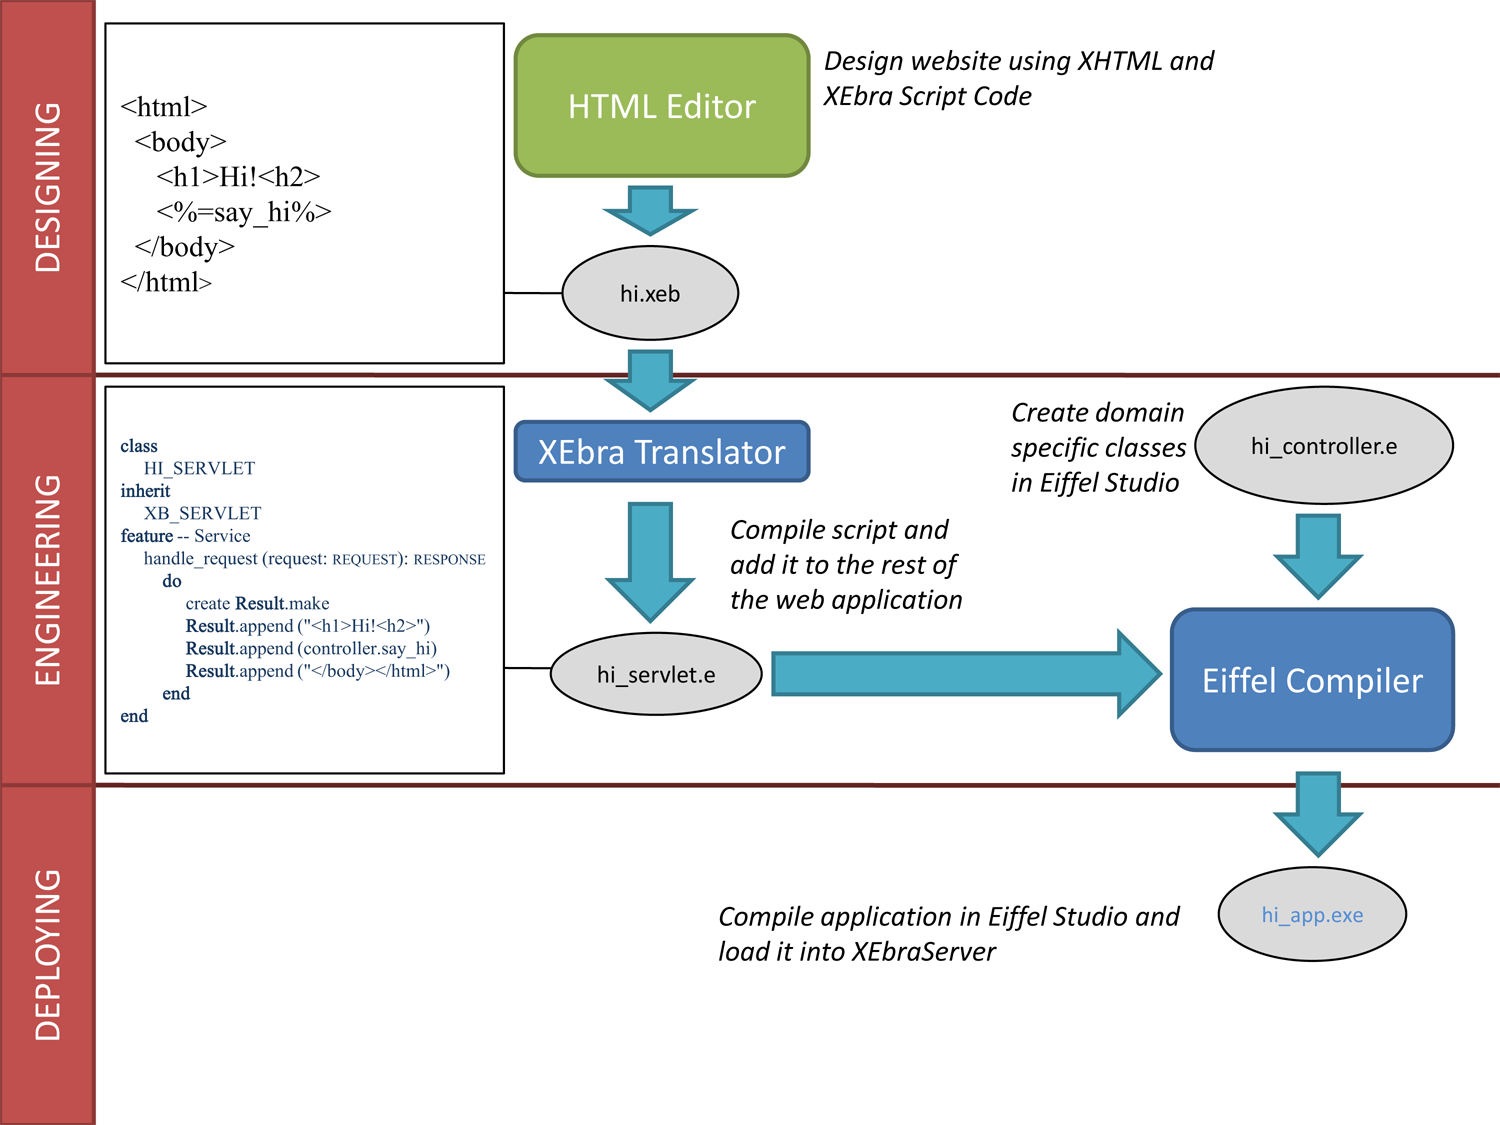 DESIGNING
<html>
<body>
<h1>Hi!<h2>
<%=say_hi%>
</body>
</html>
HTML Editor
Design website using XHTML and
XEbra Script Code
hi.xeb
ENGINEERING
class
HI_SERVLET
inherit
XB_SERVLET
feature -- Service
handle_request (request: REQUEST): RESPONSE
do
create Result.make
Result.append ("<h1>Hi!<h2>")
Result.append (controller.say_hi)
Result.append ("</body></html>")
end
end
XEbra Translator
Compile script and
add it to the rest of
the web application
hi_servlet.e
Create domain
specific classes
in Eiffel Studio
hi_controller.e
Eiffel Compiler
DEPLOYING
Compile application in Eiffel Studio and
load it into XEbraServer
hi_app.exe